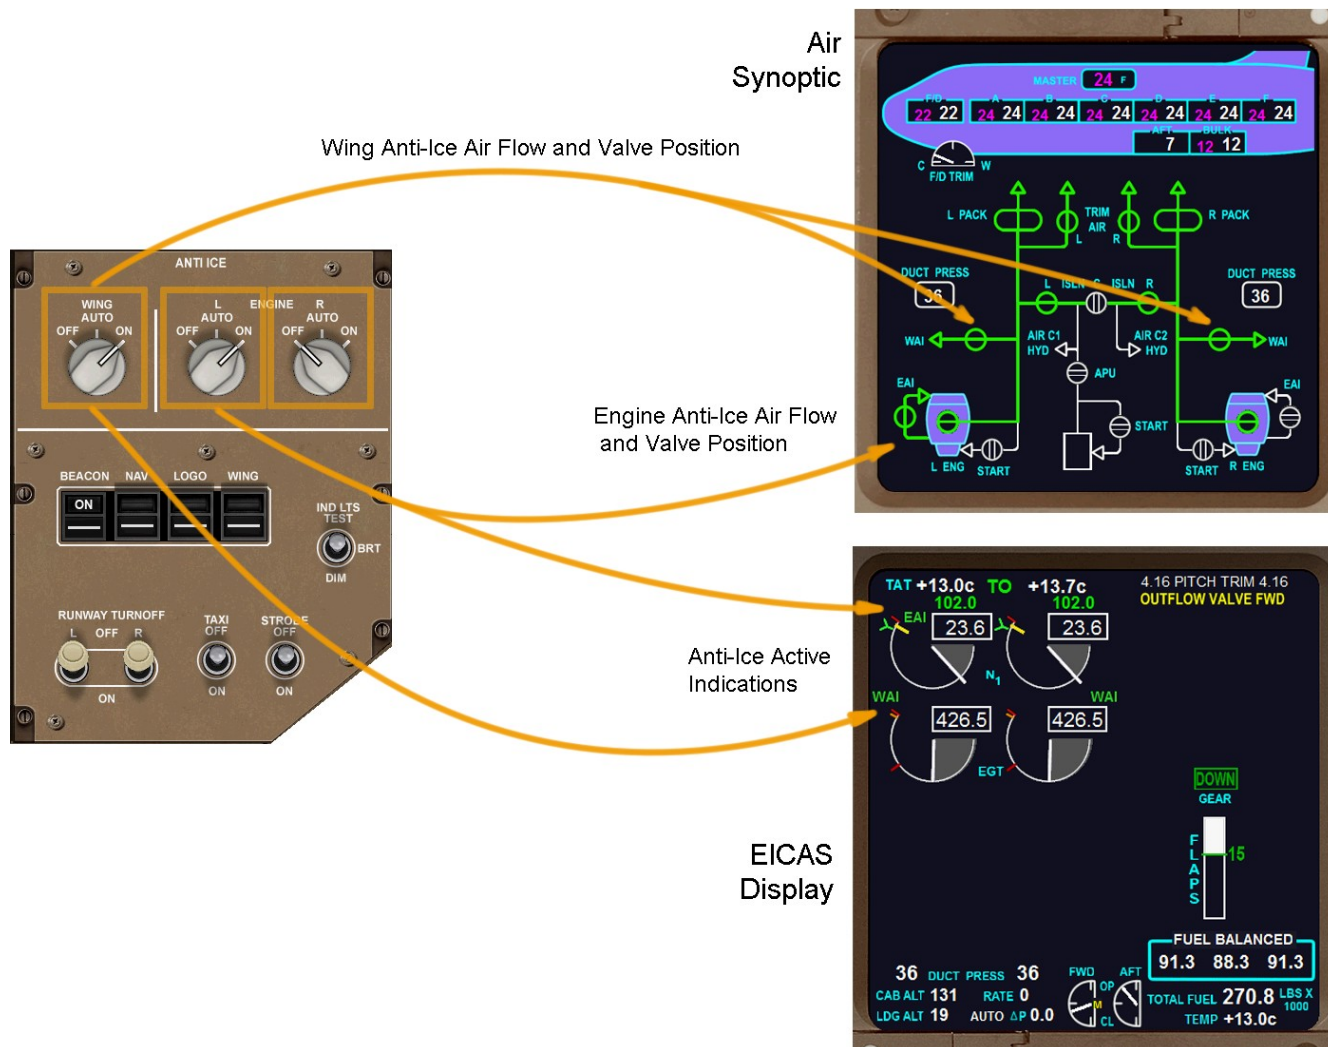 Air
Synoptic
MASTER 24 F
F/D A B C D E F
22 22 24 24 24 24 24 24 24 24 24 24 24 24
AFT BULK
7 12 12
C W
F/D TRIM
Wing Anti-Ice Air Flow and Valve Position
L PACK TRIM AIR R PACK
L R
DUCT PRESS L ISLN C ISLN R DUCT PRESS
36 36
WAI AIR C1 HYD AIR C2 HYD WAI
APU
EAI EAI
START
L ENG START START R ENG
ANTI ICE
WING L ENGINE R
AUTO AUTO AUTO
OFF ON OFF ON OFF ON
Engine Anti-Ice Air Flow
and Valve Position
BEACON NAV LOGO WING
ON
IND LTS
TEST
BRT
DIM
RUNWAY TURNOFF
L OFF R
ON
TAXI
OFF
ON
STROBE
OFF
ON
Anti-Ice Active
Indications
EICAS
Display
TAT +13.0c TO +13.7c 4.16 PITCH TRIM 4.16
102.0 102.0 OUTFLOW VALVE FWD
EAI 23.6 23.6
N1
WAI WAI
426.5 426.5
EGT
DOWN
GEAR
FLAPS
15
FUEL BALANCED
91.3 88.3 91.3
36 DUCT PRESS 36 FWD AFT
CAB ALT 131 RATE 0 OP TOTAL FUEL 270.8 LBS X 1000
M
LDG ALT 19 AUTO ΔP 0.0 CL TEMP +13.0c